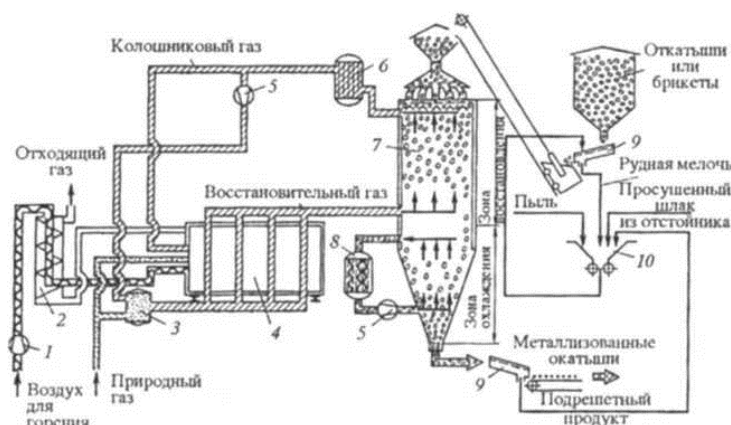 Колошниковый газ
5
6
Откатыши
или
брикеты
9
7
Рудная мелочь
Отходящий
газ
Восстановительный газ
Зона
восстановления
Просушенный
шлак
Пыль
из отстойника
8
10
2
3
4
5
Зона
охлаждения
1
Металлизованные
окатыши
9
Воздух
для
горения
Природный
газ
Подрешетный
продукт